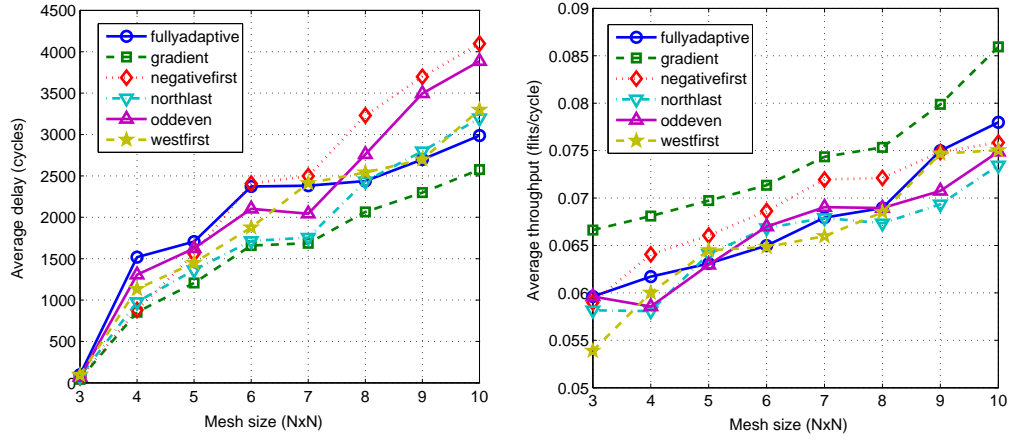 4500
4000
3500
3000
2500
2000
1500
1000
500
0
Average delay (cycles)
fullyadaptive
gradient
negativefirst
northlast
oddeven
westfirst
3 4 5 6 7 8 9 10
Mesh size (NxN)
0.09
0.085
0.08
0.075
0.07
0.065
0.06
0.055
0.05
Average throughput (flits/cycle)
fullyadaptive
gradient
negativefirst
northlast
oddeven
westfirst
3 4 5 6 7 8 9 10
Mesh size (NxN)